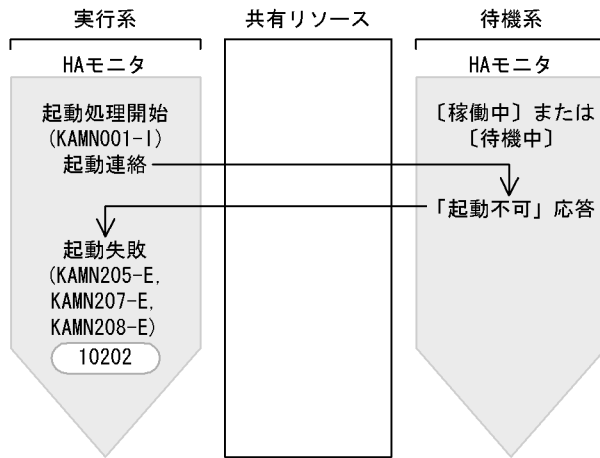 実行系
共有リソース
待機系
HAモニタ
HAモニタ
起動処理開始
(KAMN001-I)
起動連絡
〔稼働中〕または
〔待機中〕
「起動不可」応答
起動失敗
(KAMN205-E,
KAMN207-E,
KAMN208-E)
10202